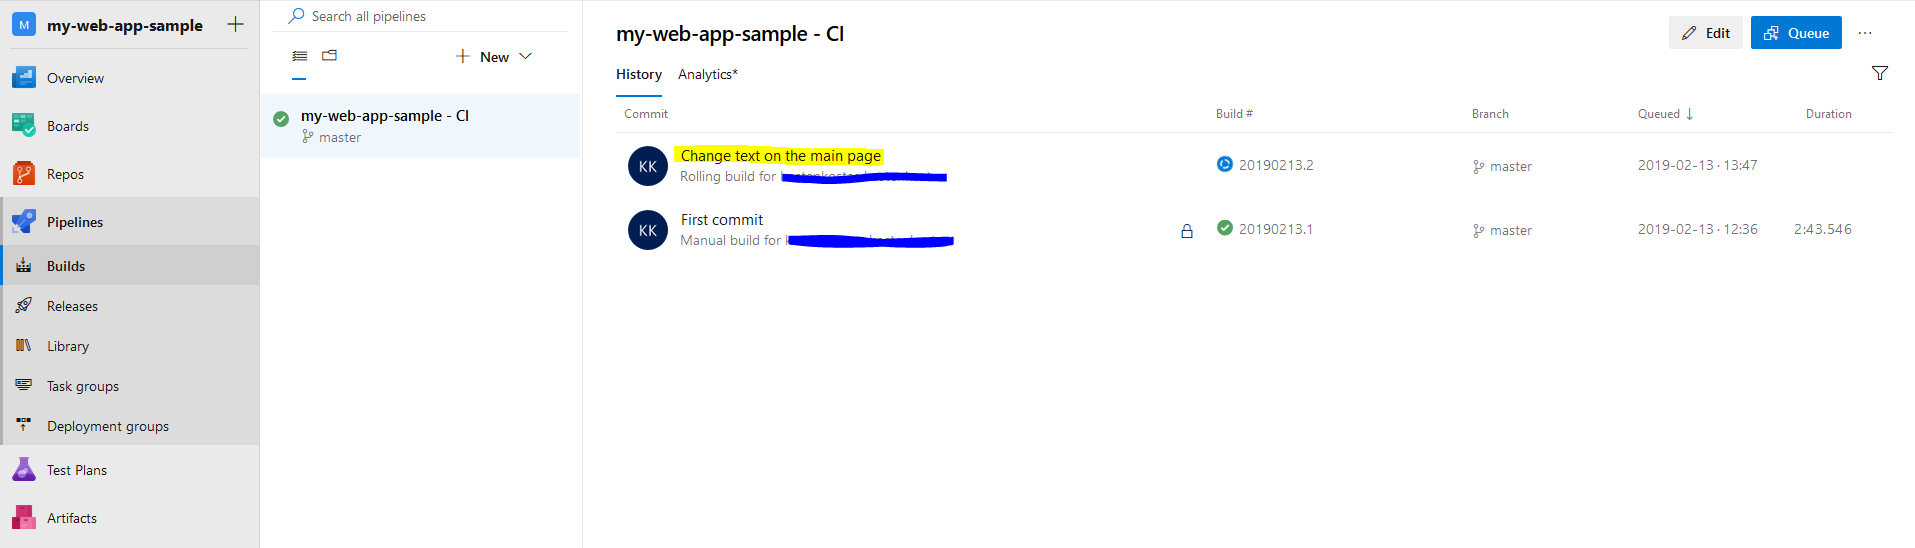 M my-web-app-sample
Overview
Boards
Repos
Pipelines
Builds
Releases
Library
Task groups
Deployment groups
Test Plans
Artifacts
Search all pipelines
New
my-web-app-sample - CI
master
my-web-app-sample - CI
Edit
Queue
History Analytics*
Commit Build # Branch Queued ↓ Duration
KK Change text on the main page
Rolling build for
20190213.2 master 2019-02-13 · 13:47
KK First commit
Manual build for
20190213.1 master 2019-02-13 · 12:36 2:43.546